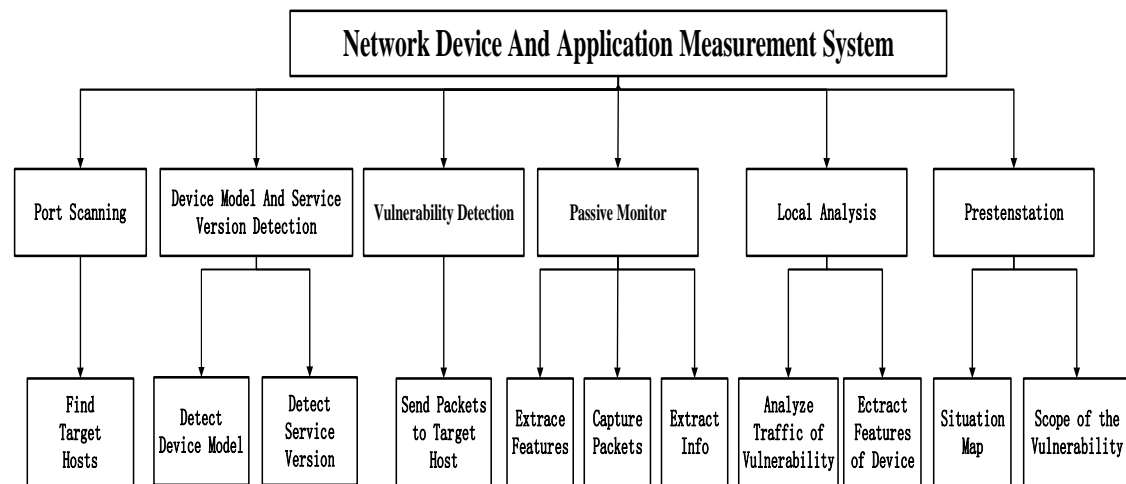 Network Device And Application Measurement System
Port Scanning
Device Model And Service
Version Detection
Vulnerability Detection
Passive Monitor
Local Analysis
Prestenstation
Find
Target
Hosts
Detect
Device Model
Detect
Service
Version
Send Packets
to Target
Host
Extrace
Features
Capture
Packets
Extract
Info
Analyze
Traffic of
Vulnerability
Ectract
Features
of Device
Situation
Map
Scope of the
Vulnerability